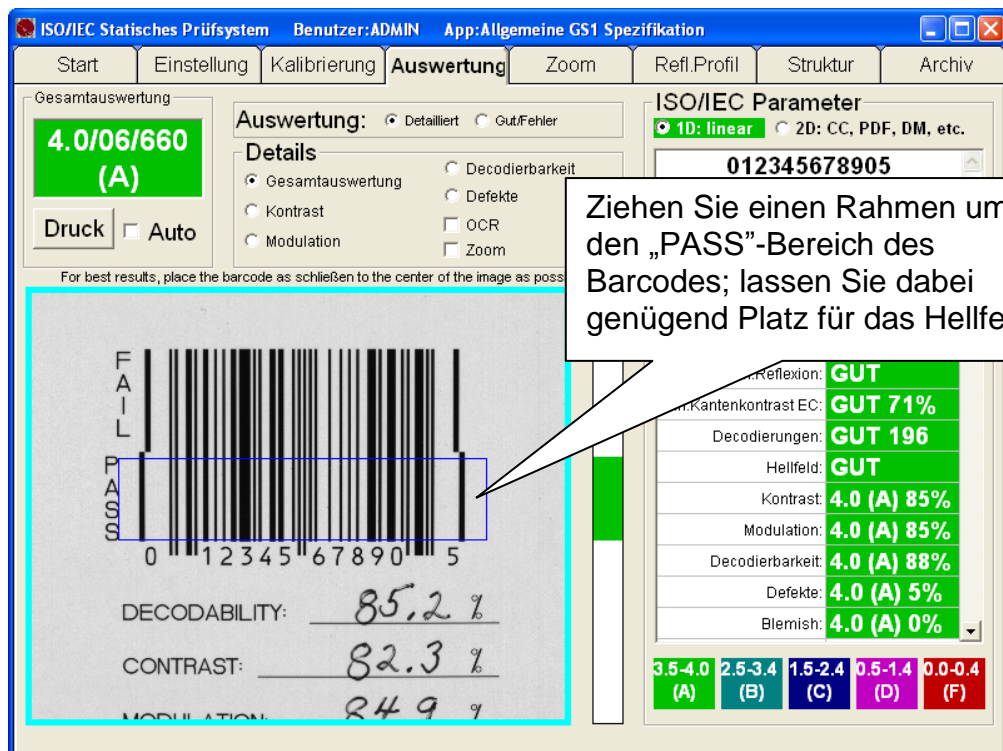 ISO/IEC Statisches Prüfsystem Benutzer:ADMIN App:Allgemeine GS1 Spezifikation
Start Einstellung Kalibrierung Auswertung Zoom Refl.Profil Struktur Archiv
Gesamtauswertung
4.0/06/660
(A)
Druck Auto
Auswertung: Detailliert Gut/Fehler
Details
Gesamtauswertung
Kontrast
Modulation
Decodierbarkeit
Defekte
OCR
Zoom
ISO/IEC Parameter
1D: linear 2D: CC, PDF, DM, etc.
012345678905
Ziehen Sie einen Rahmen um
den „PASS”-Bereich des
Barcodes; lassen Sie dabei
genügend Platz für das
For best results, place the barcode as schließen to the center of the image as
FAIL
PASS
0 12345 67890 5
DECODABILITY: 85.2 %
CONTRAST: 82.3 %
MODULATION: 84.9 %
Reflexion: GUT
Kantenkontrast EC: GUT 71%
Decodierungen: GUT 196
Hellfeld: GUT
Kontrast: 4.0 (A) 85%
Modulation: 4.0 (A) 85%
Decodierbarkeit: 4.0 (A) 88%
Defekte: 4.0 (A) 5%
Blemish: 4.0 (A) 0%
3.5-4.0 2.5-3.4 1.5-2.4 0.5-1.4 0.0-0.4
(A) (B) (C) (D) (F)